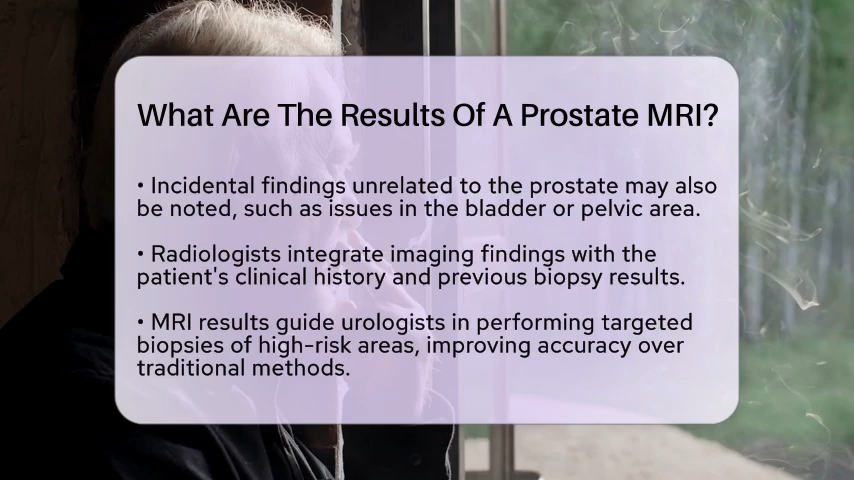 What Are The Results Of A Prostate MRI?
• Incidental findings unrelated to the prostate may also
be noted, such as issues in the bladder or pelvic area.
• Radiologists integrate imaging findings with the
patient's clinical history and previous biopsy results.
• MRI results guide urologists in performing targeted
biopsies of high-risk areas, improving accuracy over
traditional methods.